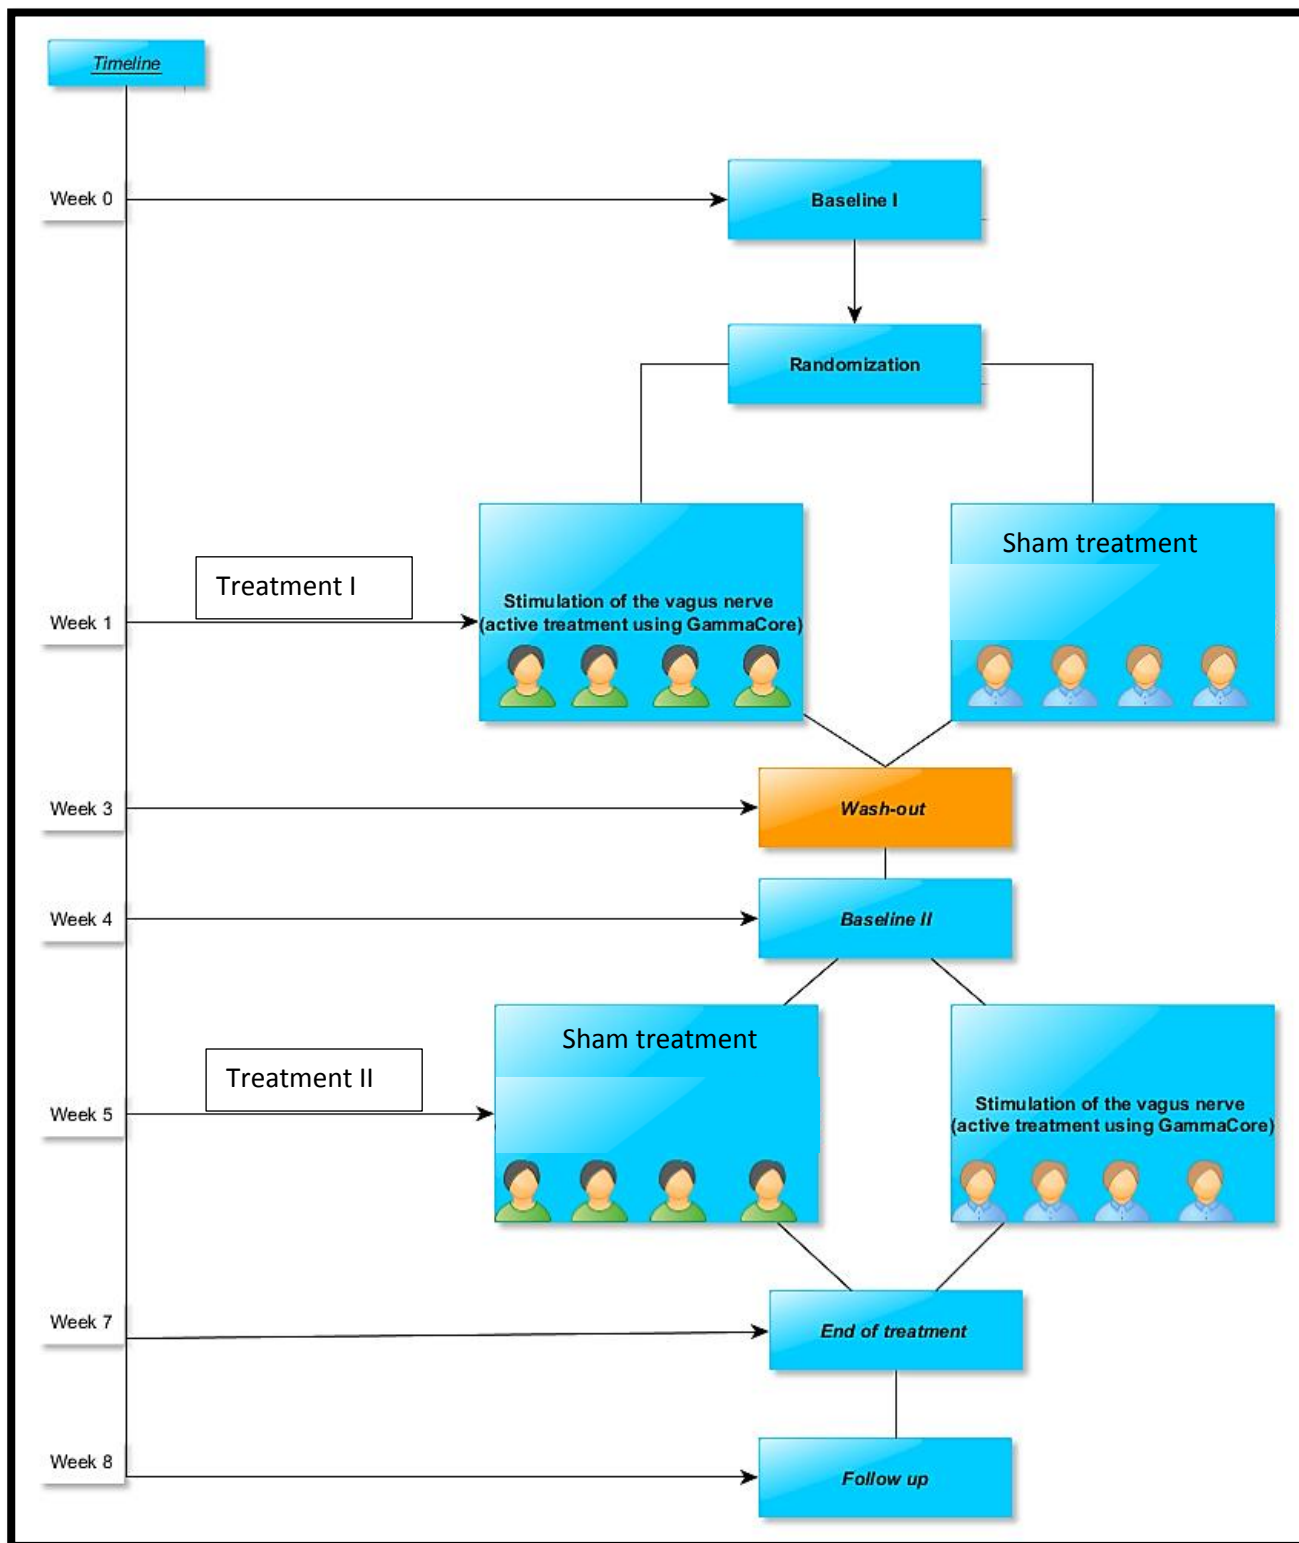 Timeline
Week 0
Baseline I
Randomization
Sham treatment
Treatment I
Stimulation of the vagus nerve
(active treatment using GammaCore)
Week 1
Week 3
Wash-out
Week 4
Baseline II
Sham treatment
Treatment II
Week 5
Stimulation of the vagus nerve
(active treatment using GammaCore)
Week 7
End of treatment
Week 8
Follow up